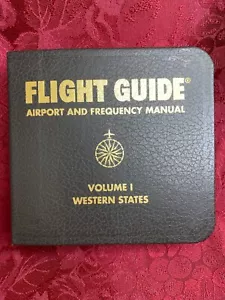 FLIGHT GUIDE®
AIRPORT AND FREQUENCY MANUAL
VOLUME I
WESTERN STATES